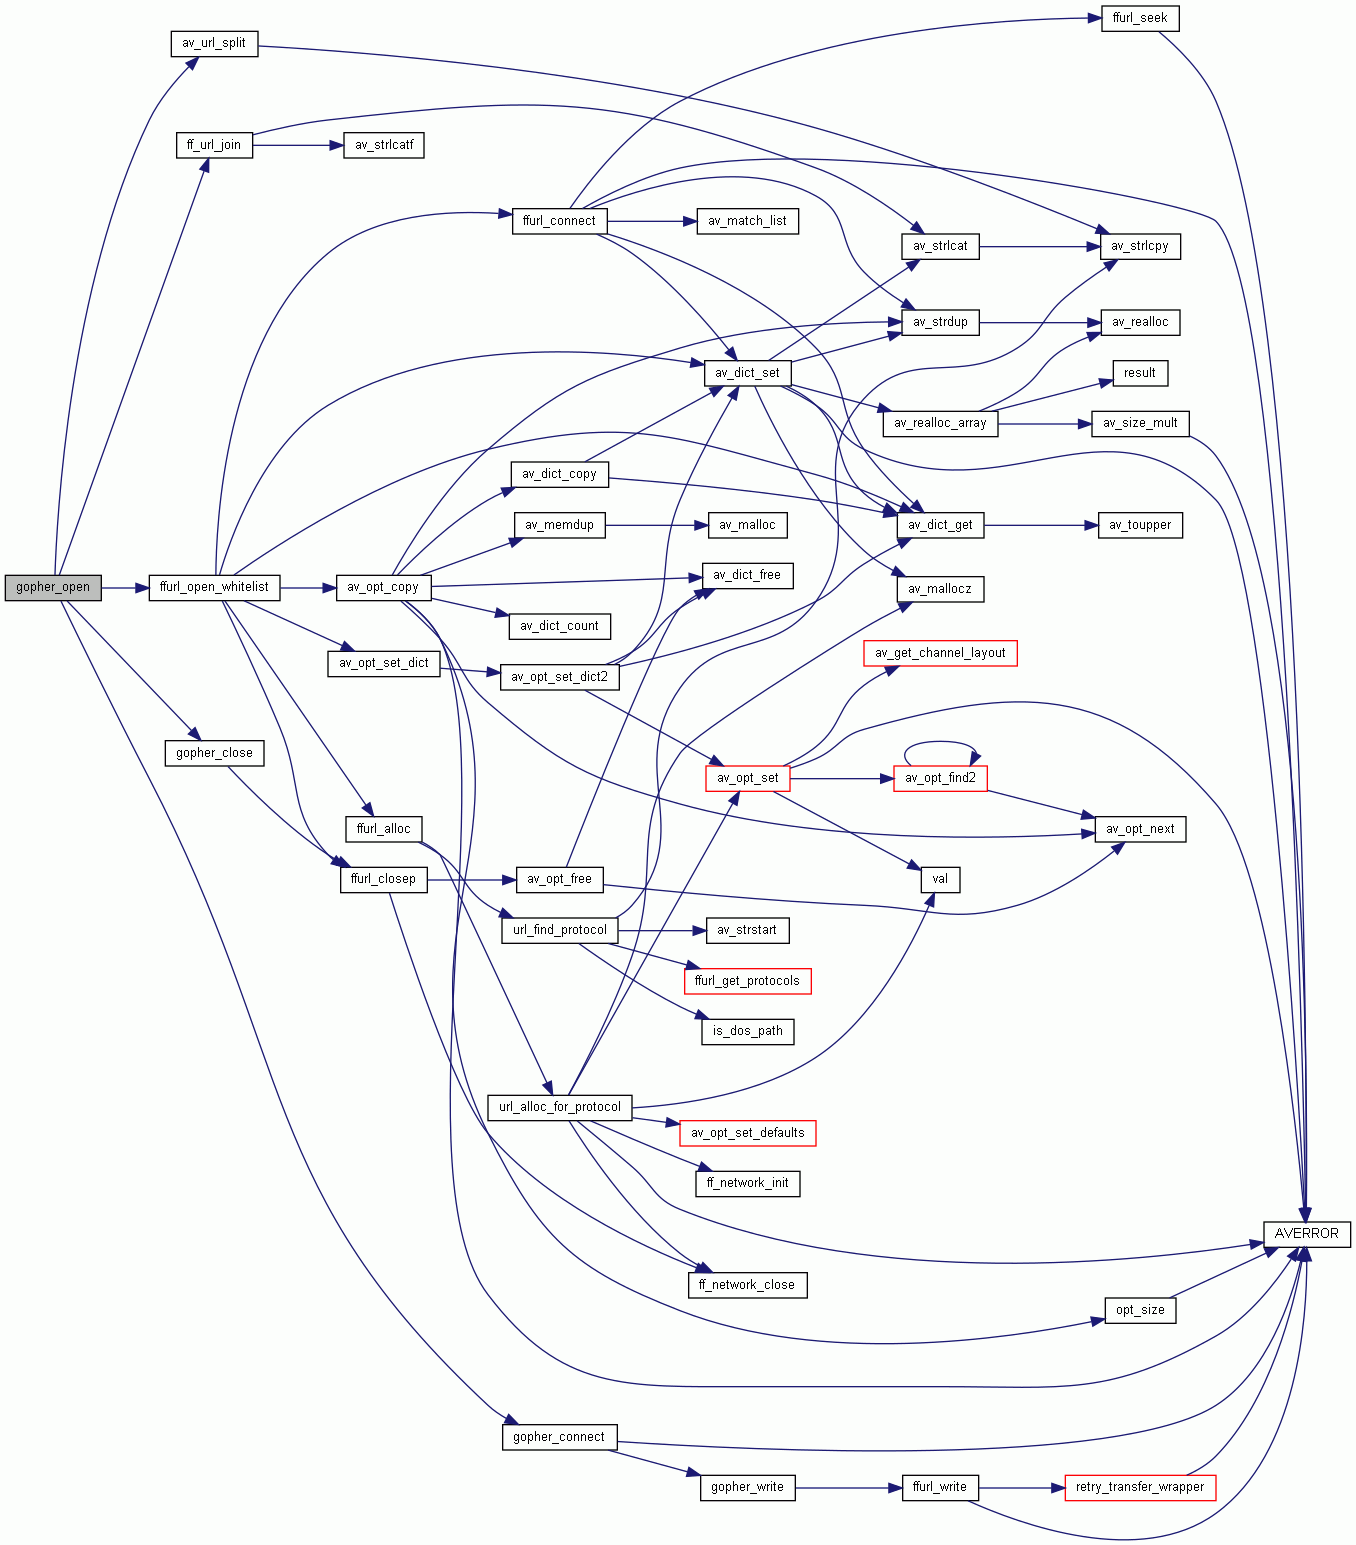 ffurl_seek
av_url_split
ff_url_join
av_strlcatf
ffurl_connect
av_match_list
av_strlcat
av_strlcpy
av_strdup
av_realloc
av_dict_set
result
av_realloc_array
av_size_mult
av_dict_copy
av_memdup
av_malloc
av_dict_get
av_toupper
gopher_open
ffurl_open_whitelist
av_opt_copy
av_dict_free
av_mallocz
av_dict_count
av_get_channel_layout
av_opt_set_dict
av_opt_set_dict2
gopher_close
av_opt_set
av_opt_find2
ffurl_alloc
av_opt_next
ffurl_closep
av_opt_free
val
url_find_protocol
av_strstart
ffurl_get_protocols
is_dos_path
url_alloc_for_protocol
av_opt_set_defaults
ff_network_init
AVERROR
ff_network_close
opt_size
gopher_connect
gopher_write
ffurl_write
retry_transfer_wrapper